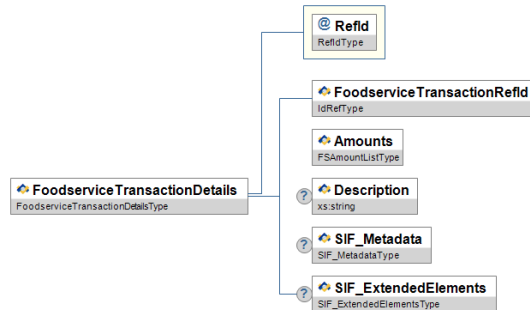 @ RefId
RefIdType
FoodserviceTransactionRefId
IdRefType
Amounts
FSAmountListType
FoodserviceTransactionDetails
FoodserviceTransactionDetailsType
? Description
xs:string
? SIF_Metadata
SIF_MetadataType
? SIF_ExtendedElements
SIF_ExtendedElementsType